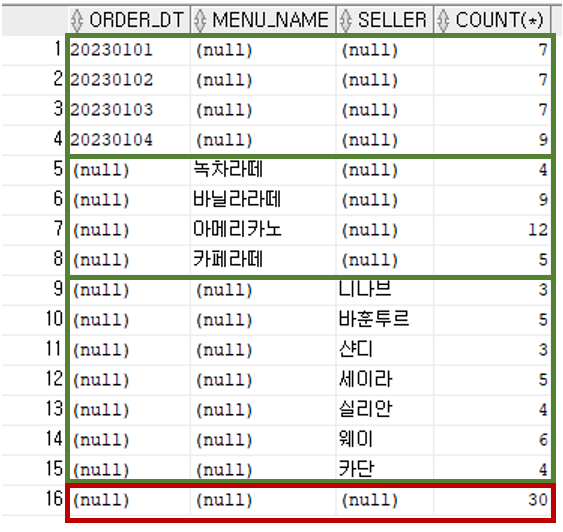 ORDER_DT MENU_NAME SELLER COUNT(*)
1 20230101 (null) (null) 7
2 20230102 (null) (null) 7
3 20230103 (null) (null) 7
4 20230104 (null) (null) 9
5 (null) 녹차라떼 (null) 4
6 (null) 바닐라라떼 (null) 9
7 (null) 아메리카노 (null) 12
8 (null) 카페라떼 (null) 5
9 (null) (null) 니나브 3
10 (null) (null) 바훈투르 5
11 (null) (null) 샨디 3
12 (null) (null) 세이라 5
13 (null) (null) 실리안 4
14 (null) (null) 웨이 6
15 (null) (null) 카단 4
16 (null) (null) (null) 30